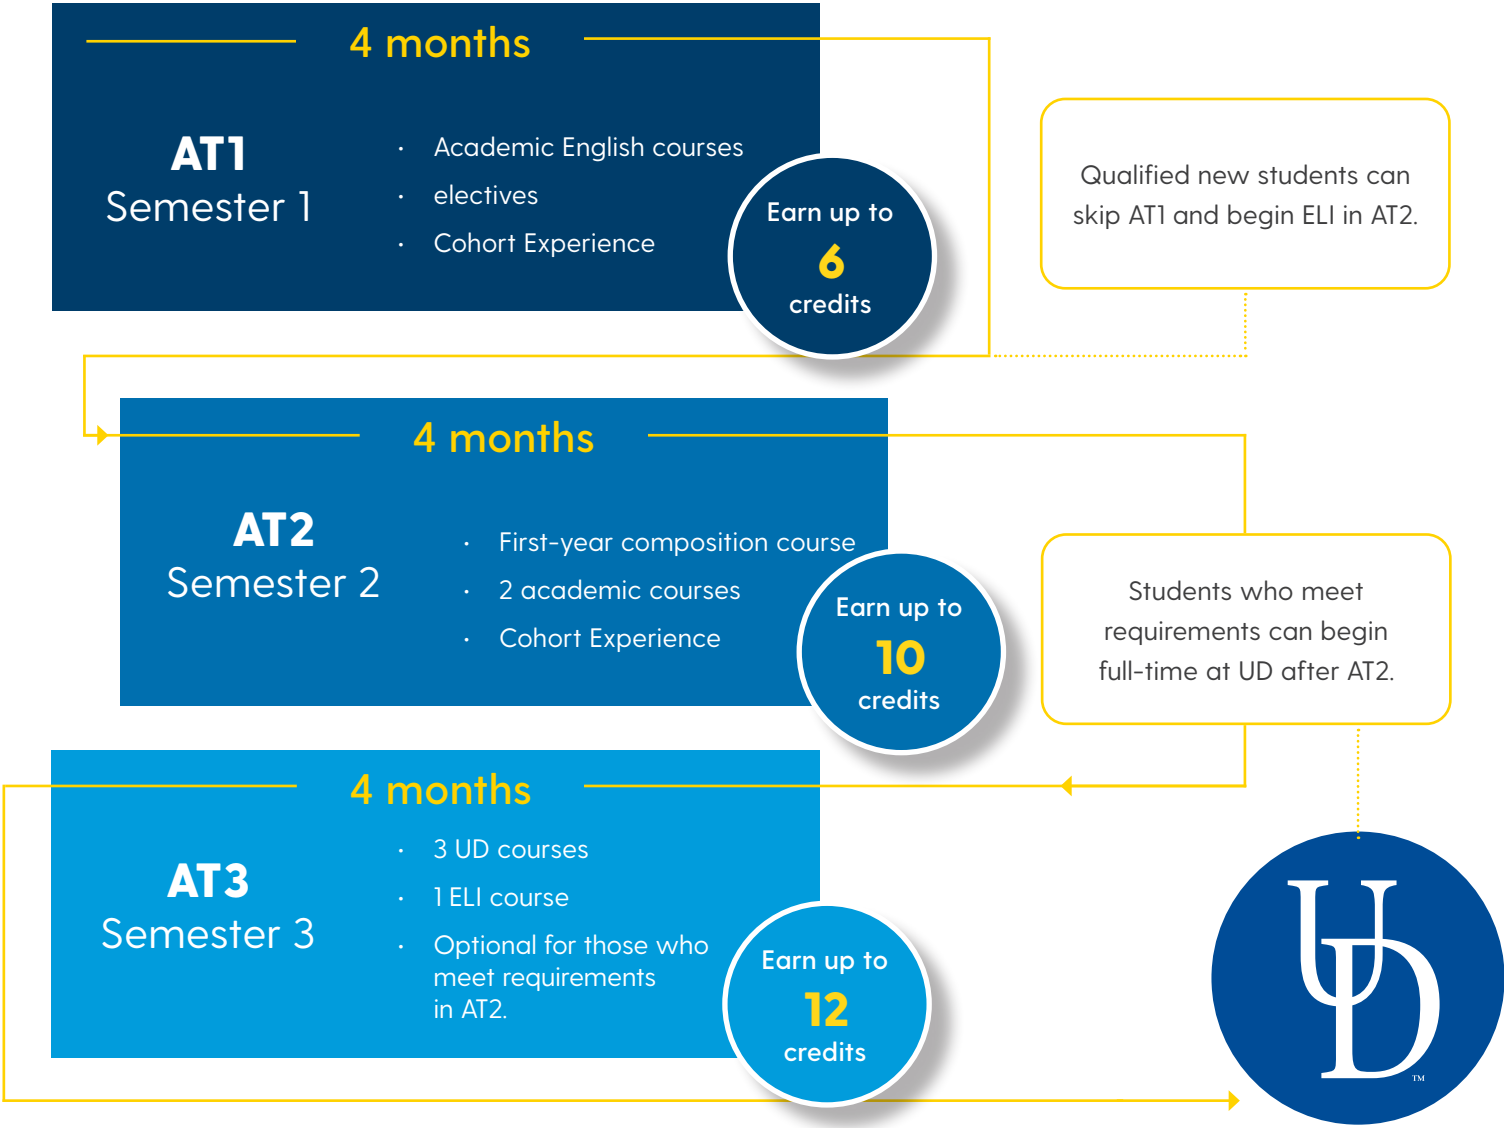 4 months
AT1
Semester 1
· Academic English courses
· electives
· Cohort Experience
Earn up to
6
credits
Qualified new students can
skip AT1 and begin ELI in AT2.
4 months
AT2
Semester 2
· First-year composition course
· 2 academic courses
· Cohort Experience
Earn up to
10
credits
Students who meet
requirements can begin
full-time at UD after AT2.
4 months
AT3
Semester 3
· 3 UD courses
· 1 ELI course
· Optional for those who
meet requirements
in AT2.
Earn up to
12
credits
UD
TM